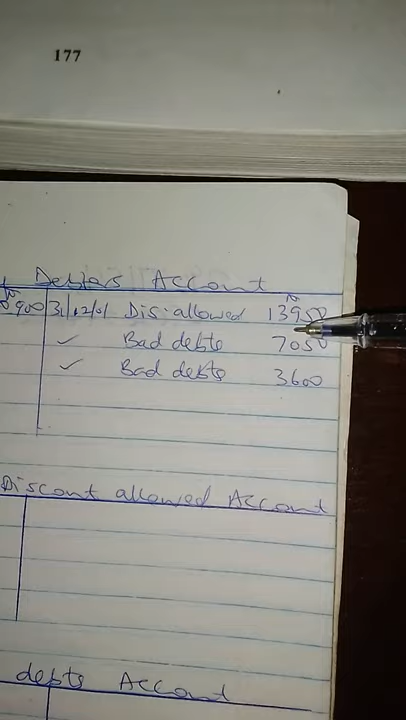 177
Debtors Account
900 31/12/01 Dis. allowed 13950
✓ Bad debts 7050
✓ Bad debts 3600
Discount allowed Account
debts Account